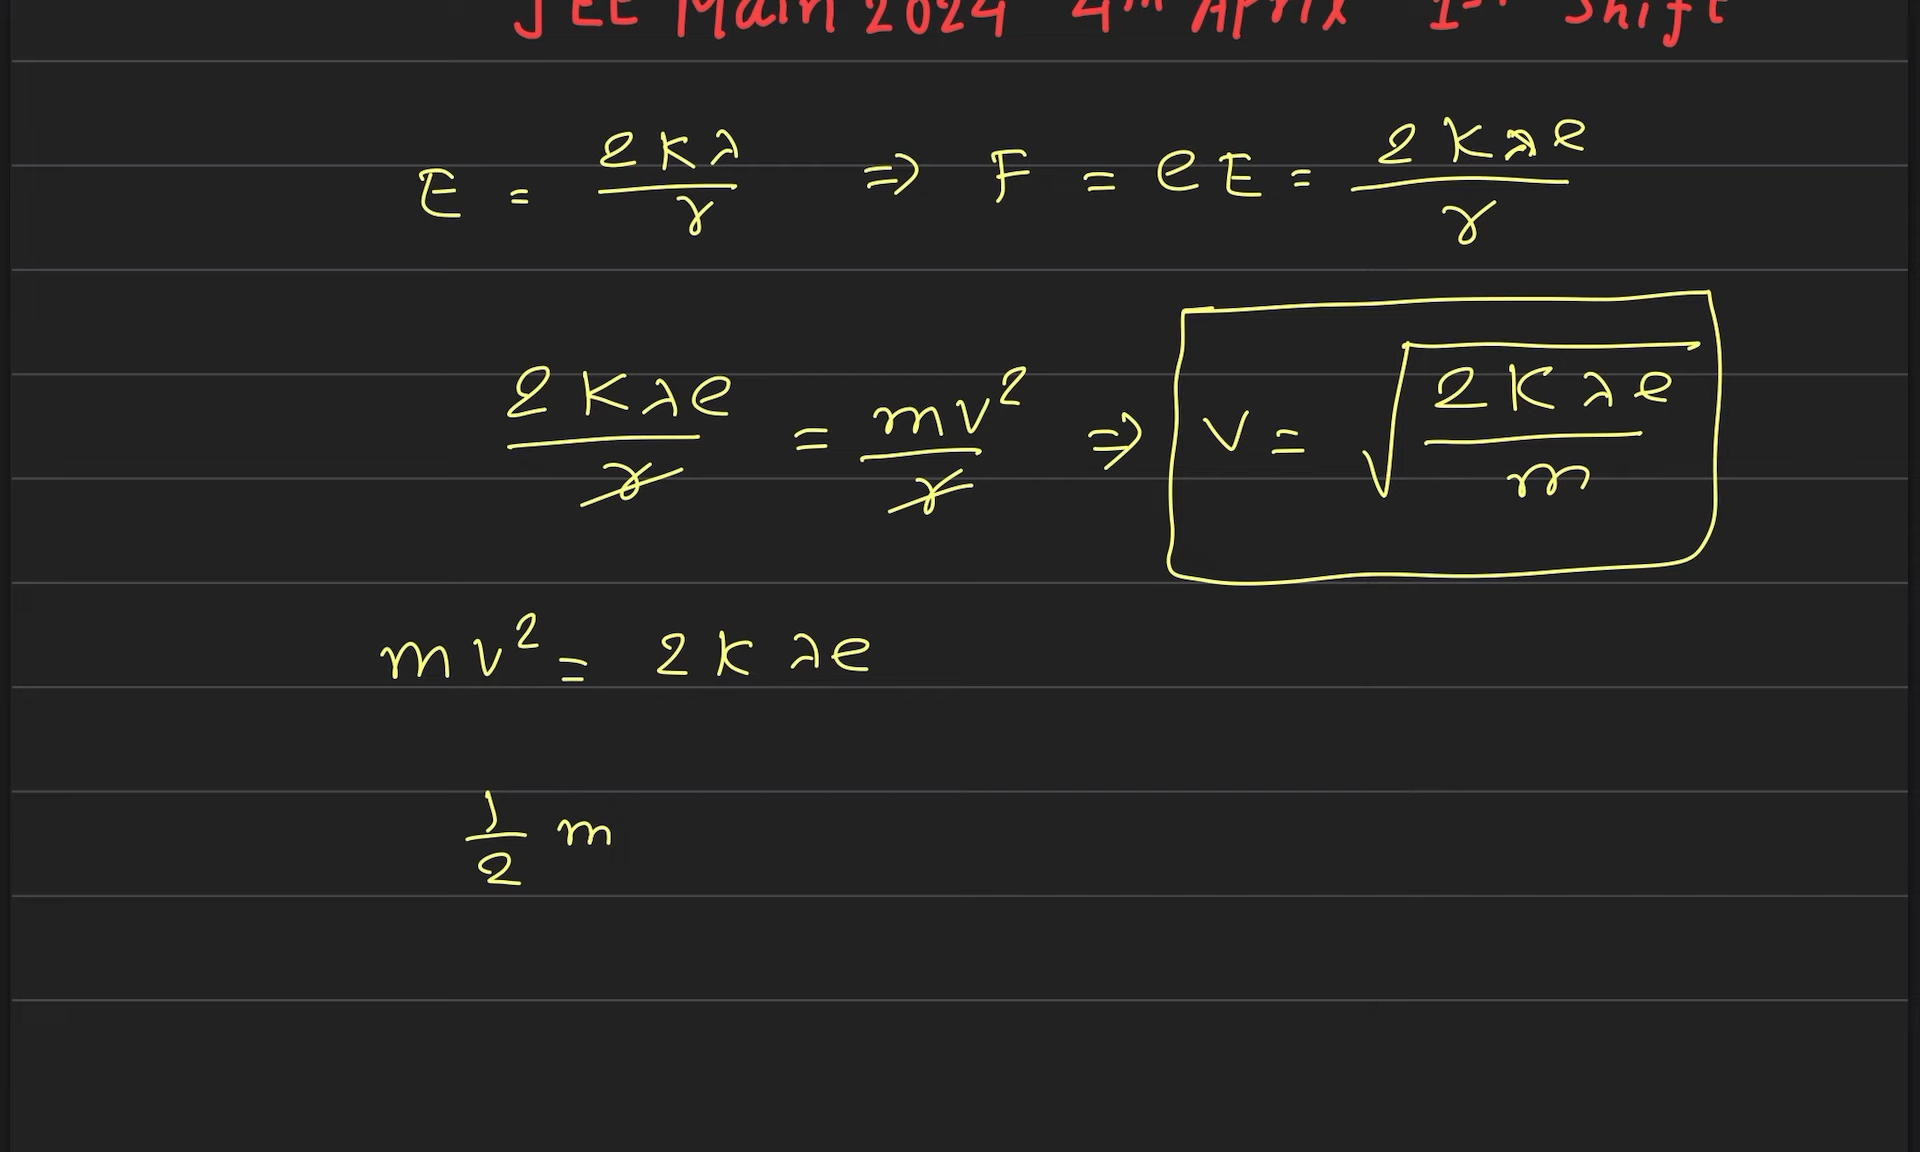 JEE Main 2024 4th April 1st Shift
E = 2kλ/r ⇒ F = eE = 2kλe/r
2kλe/r = mv²/r ⇒ v = √(2kλe/m)
mv² = 2kλe
1/2 m